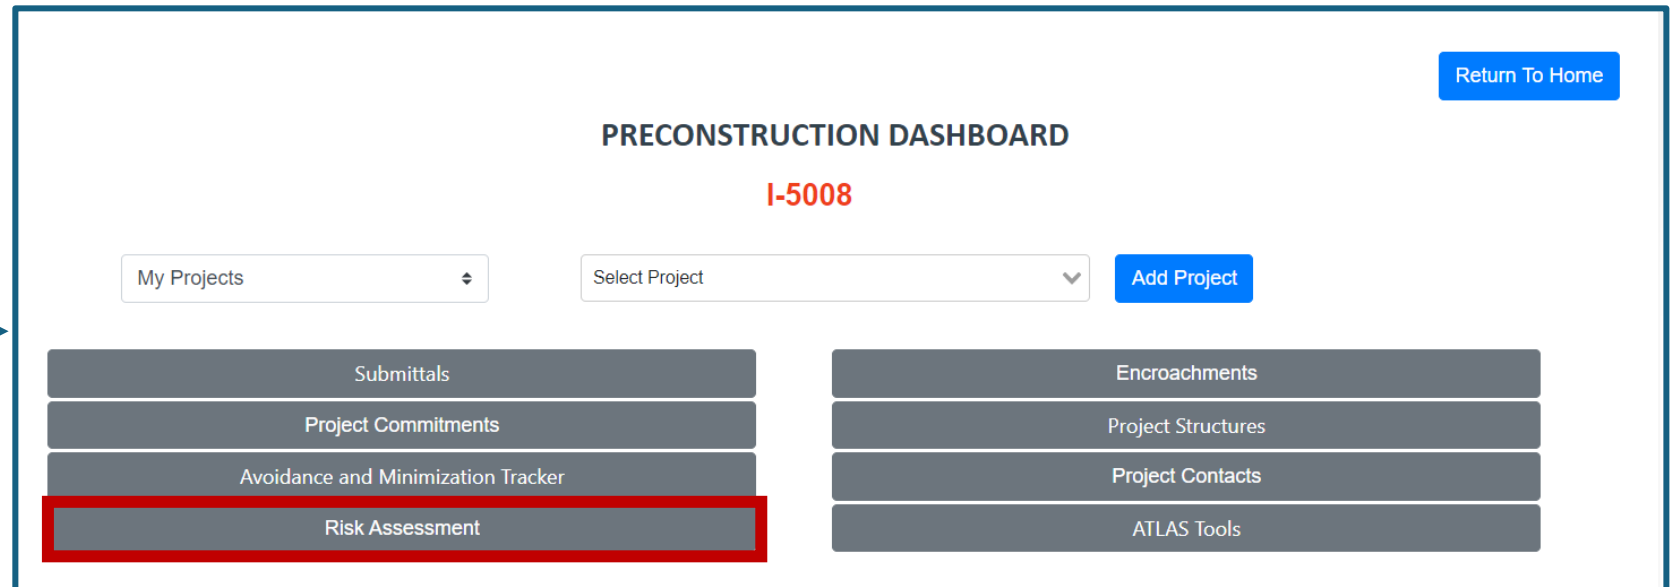 Return To Home
PRECONSTRUCTION DASHBOARD
I-5008
My Projects
Select Project
Add Project
Submittals
Encroachments
Project Commitments
Project Structures
Avoidance and Minimization Tracker
Project Contacts
Risk Assessment
ATLAS Tools